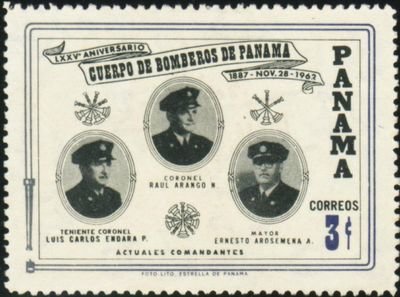 LXXVº ANIVERSARIO
CUERPO DE BOMBEROS DE PANAMA
1887 - NOV. 28 - 1962
PANAMA
CORREOS
3¢
CORONEL
RAUL ARANGO N.
TENIENTE CORONEL
LUIS CARLOS ENDARA P.
MAYOR
ERNESTO AROSEMENA A.
ACTUALES COMANDANTES
FOTO-LITO, ESTRELLA DE PANAMA